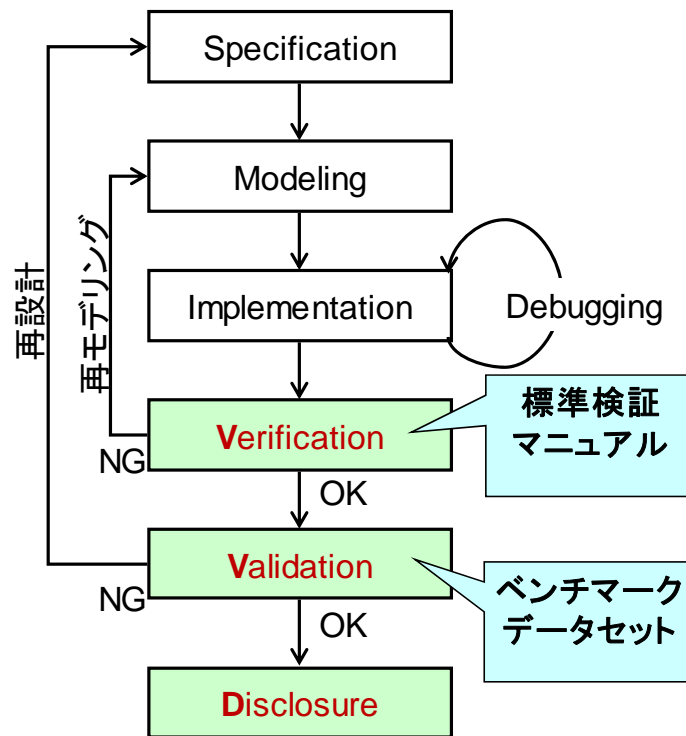 Specification
Modeling
再設計
再モデリング
Implementation
Debugging
Verification
標準検証
マニュアル
NG
OK
Validation
ベンチマーク
データセット
NG
OK
Disclosure